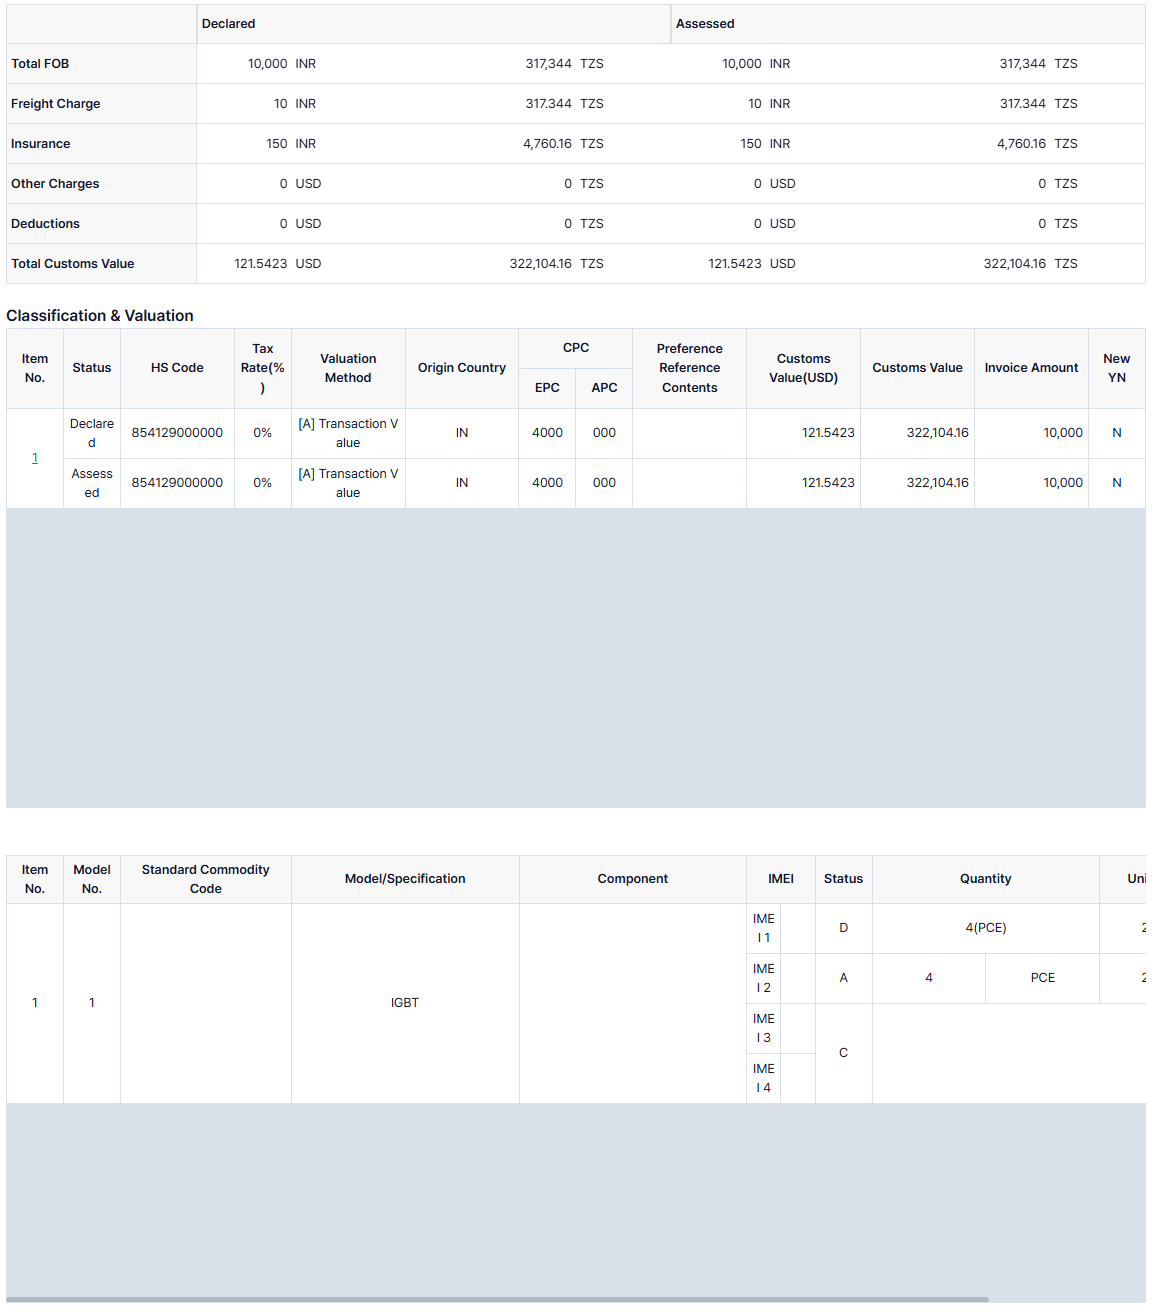 Declared Assessed
Total FOB 10,000 INR 317,344 TZS 10,000 INR 317,344 TZS
Freight Charge 10 INR 317.344 TZS 10 INR 317.344 TZS
Insurance 150 INR 4,760.16 TZS 150 INR 4,760.16 TZS
Other Charges 0 USD 0 TZS 0 USD 0 TZS
Deductions 0 USD 0 TZS 0 USD 0 TZS
Total Customs Value 121.5423 USD 322,104.16 TZS 121.5423 USD 322,104.16 TZS
Classification & Valuation
Item No. Status HS Code Tax Rate(%) Valuation Method Origin Country CPC EPC APC Preference Reference Contents Customs Value(USD) Customs Value Invoice Amount New YN
1 Declared 854129000000 0% [A] Transaction Value IN 4000 000 121.5423 322,104.16 10,000 N
Assessed 854129000000 0% [A] Transaction Value IN 4000 000 121.5423 322,104.16 10,000 N
Item No. Model No. Standard Commodity Code Model/Specification Component IMEI Status Quantity
1 1 IGBT
IMEI 1 D 4(PCE) 
IMEI 2 A 4 PCE
IMEI 3 C
IMEI 4